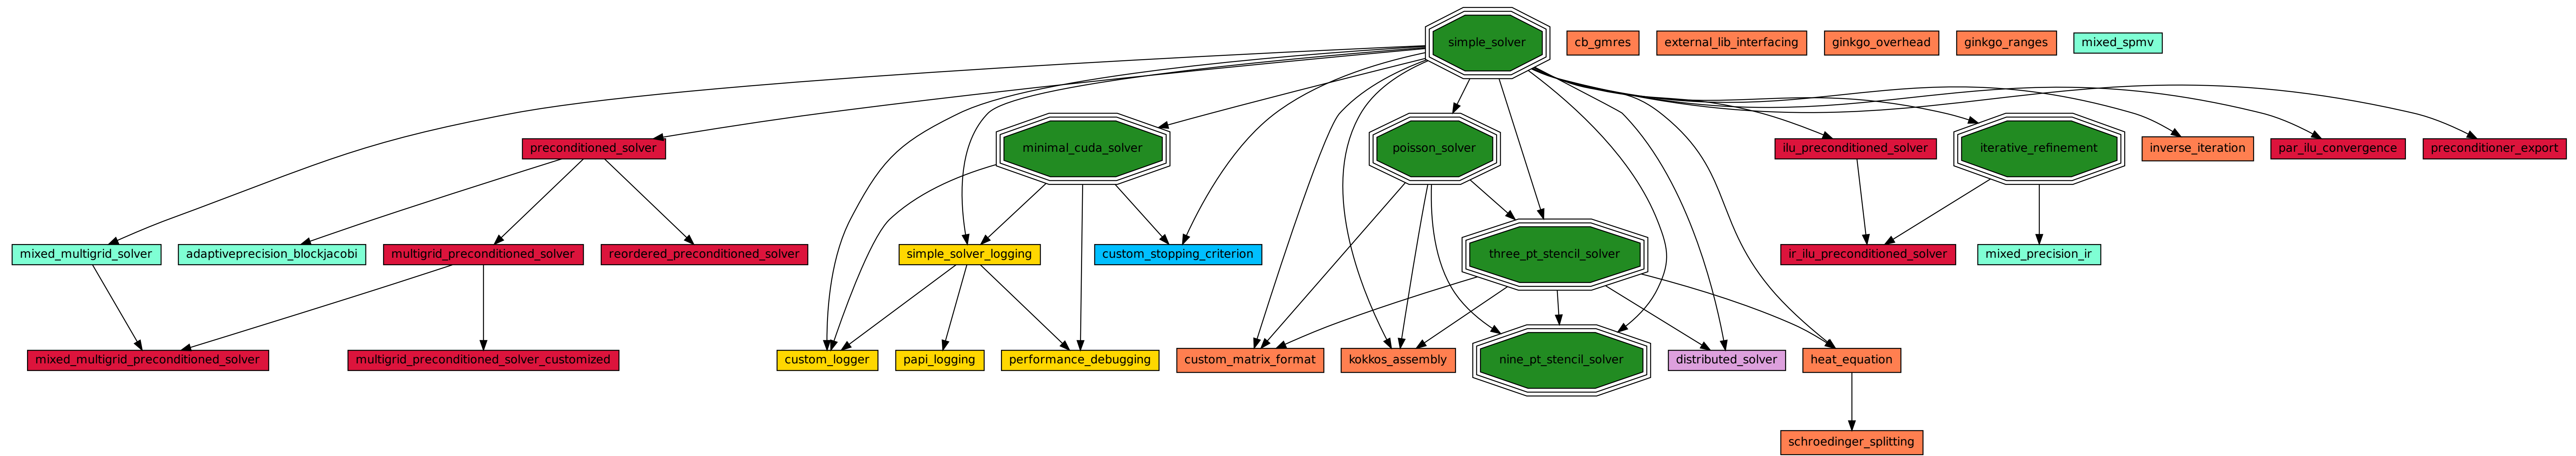 simple_solver
cb_gmres
external_lib_interfacing
ginkgo_overhead
ginkgo_ranges
mixed_spmv
preconditioned_solver
minimal_cuda_solver
poisson_solver
ilu_preconditioned_solver
iterative_refinement
inverse_iteration
par_ilu_convergence
preconditioner_export
mixed_multigrid_solver
adaptiveprecision_blockjacobi
multigrid_preconditioned_solver
reordered_preconditioned_solver
simple_solver_logging
custom_stopping_criterion
three_pt_stencil_solver
ir_ilu_preconditioned_solver
mixed_precision_ir
mixed_multigrid_preconditioned_solver
multigrid_preconditioned_solver_customized
custom_logger
papi_logging
performance_debugging
custom_matrix_format
kokkos_assembly
nine_pt_stencil_solver
distributed_solver
heat_equation
schroedinger_splitting